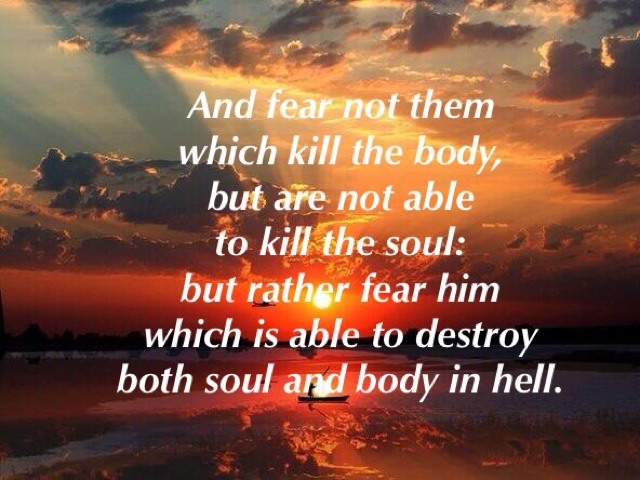 And fear not them
which kill the body,
but are not able
to kill the soul:
but rather fear him
which is able to destroy
both soul and body in hell.